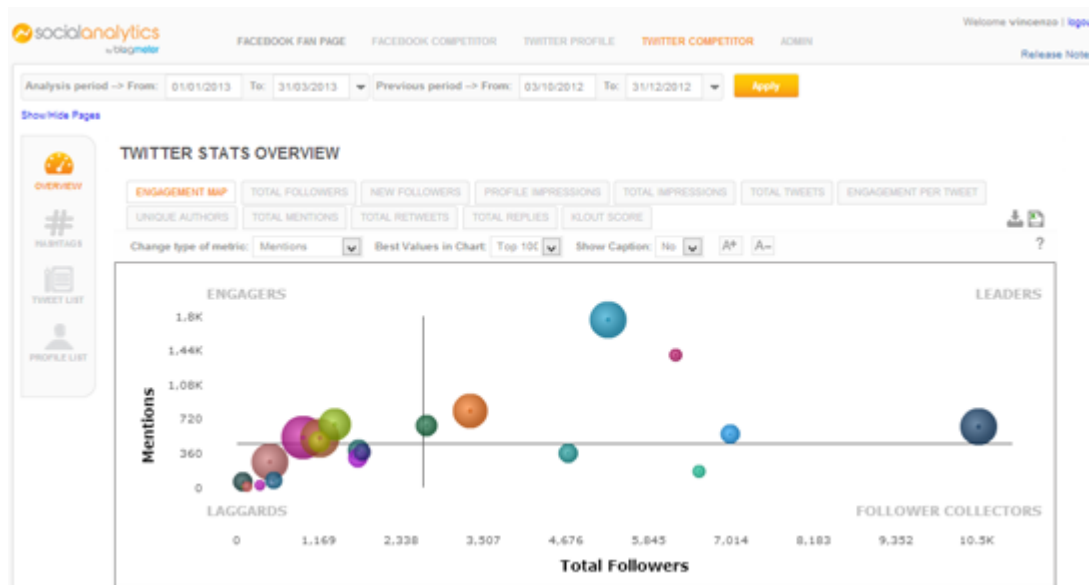 Welcome vincenzo | logou
socialanalytics
by blogmeter
FACEBOOK FAN PAGE FACEBOOK COMPETITOR TWITTER PROFILE TWITTER COMPETITOR ADMIN
Release Note
Analysis period --> From: 01/01/2013 To: 31/03/2013 Previous period --> From: 03/10/2012 To: 31/12/2012 Apply
Show/Hide Pages
TWITTER STATS OVERVIEW
OVERVIEW
HASHTAGS
TWEET LIST
PROFILE LIST
ENGAGEMENT MAP TOTAL FOLLOWERS NEW FOLLOWERS PROFILE IMPRESSIONS TOTAL IMPRESSIONS TOTAL TWEETS ENGAGEMENT PER TWEET
UNIQUE AUTHORS TOTAL MENTIONS TOTAL RETWEETS TOTAL REPLIES KLOUT SCORE
Change type of metric: Mentions Best Values in Chart: Top 100 Show Caption: No A+ A- ?
ENGAGERS LEADERS
1,8K
1,44K
1,08K
720
360
0
Mentions
LAGGARDS FOLLOWER COLLECTORS
0 1,169 2,338 3,507 4,676 5,845 7,014 8,183 9,352 10.5K
Total Followers